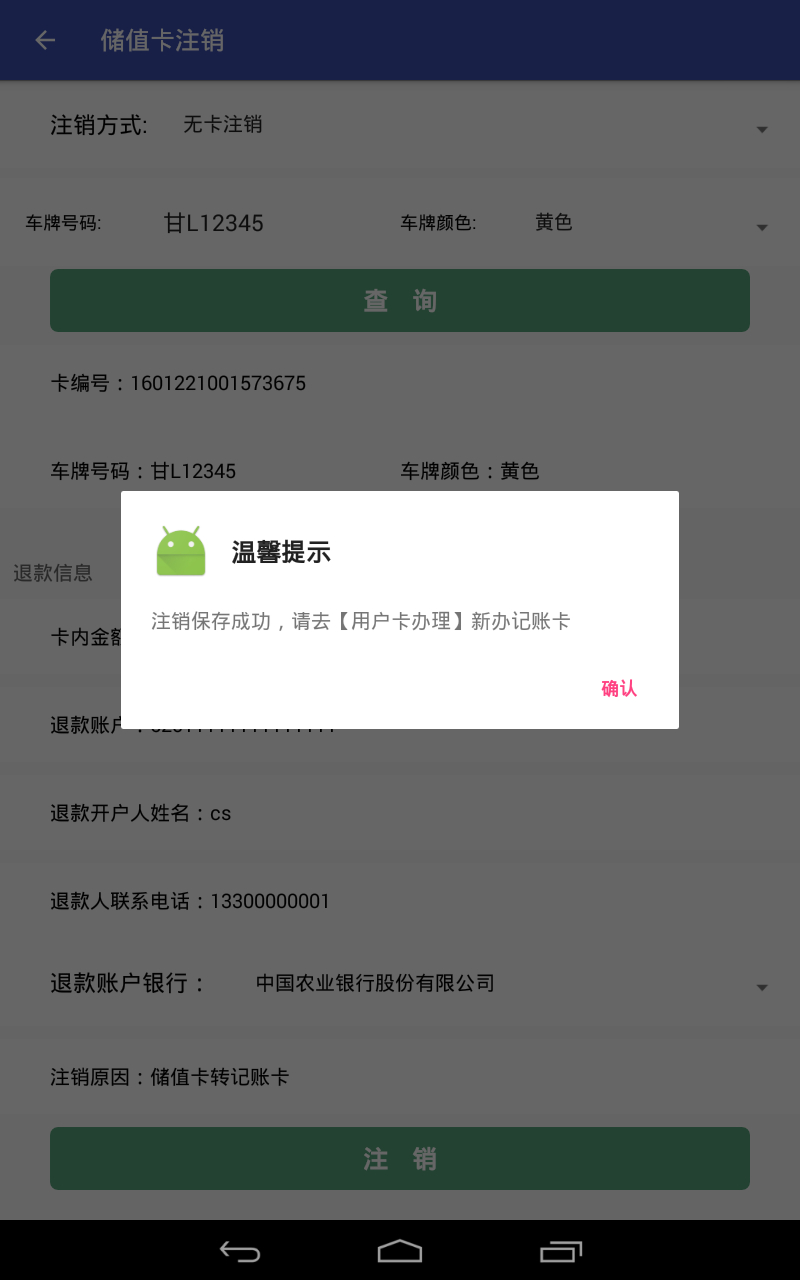 储值卡注销
注销方式: 无卡注销
车牌号码: 甘L12345 车牌颜色: 黄色
查 询
卡编号：1601221001573675
车牌号码：甘L12345 车牌颜色：黄色
温馨提示
退款信息
注销保存成功，请去【用户卡办理】新办记账卡
卡内金额
确认
退款账户：
退款开户人姓名：cs
退款人联系电话：13300000001
退款账户银行： 中国农业银行股份有限公司
注销原因：储值卡转记账卡
注 销